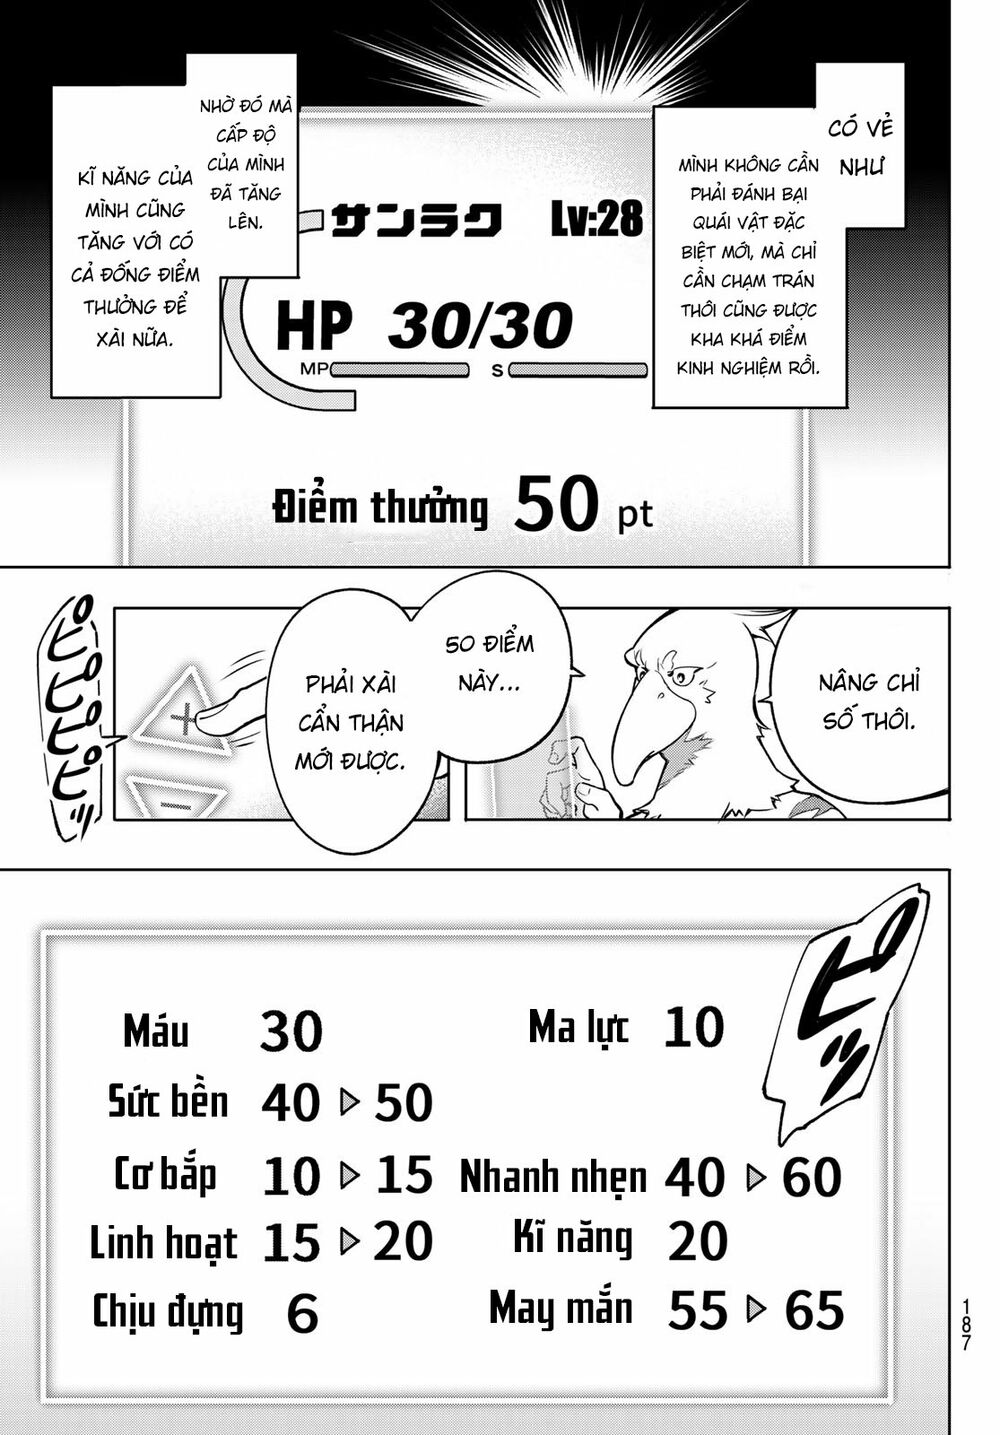 CÓ VẺ
NHƯ
MÌNH KHÔNG CẦN
PHẢI ĐÁNH BẠI
QUÁI VẬT ĐẶC
BIỆT MỚI, MÀ CHỈ
CẦN CHẠM TRÁN
THÔI CŨNG ĐƯỢC
KHA KHÁ ĐIỂM
KINH NGHIỆM RỒI.
NHỜ ĐÓ MÀ
CẤP ĐỘ
CỦA MÌNH
ĐÃ TĂNG
LÊN.
KĨ NĂNG CỦA
MÌNH CŨNG
TĂNG VỚI CÓ
CẢ ĐỐNG ĐIỂM
THƯỞNG ĐỂ
XÀI NỮA.
サンラク Lv:28
HP 30/30
MP S
Điểm thưởng 50 pt
NÂNG CHỈ
SỐ THÔI.
50 ĐIỂM
NÀY...
PHẢI XÀI
CẨN THẬN
MỚI ĐƯỢC.
+
−
ピピピピッ
ピッ
Máu 30 Ma lực 10
Sức bền 40 ▷ 50
Cơ bắp 10 ▷ 15 Nhanh nhẹn 40 ▷ 60
Linh hoạt 15 ▷ 20 Kĩ năng 20
Chịu đựng 6 May mắn 55 ▷ 65
187